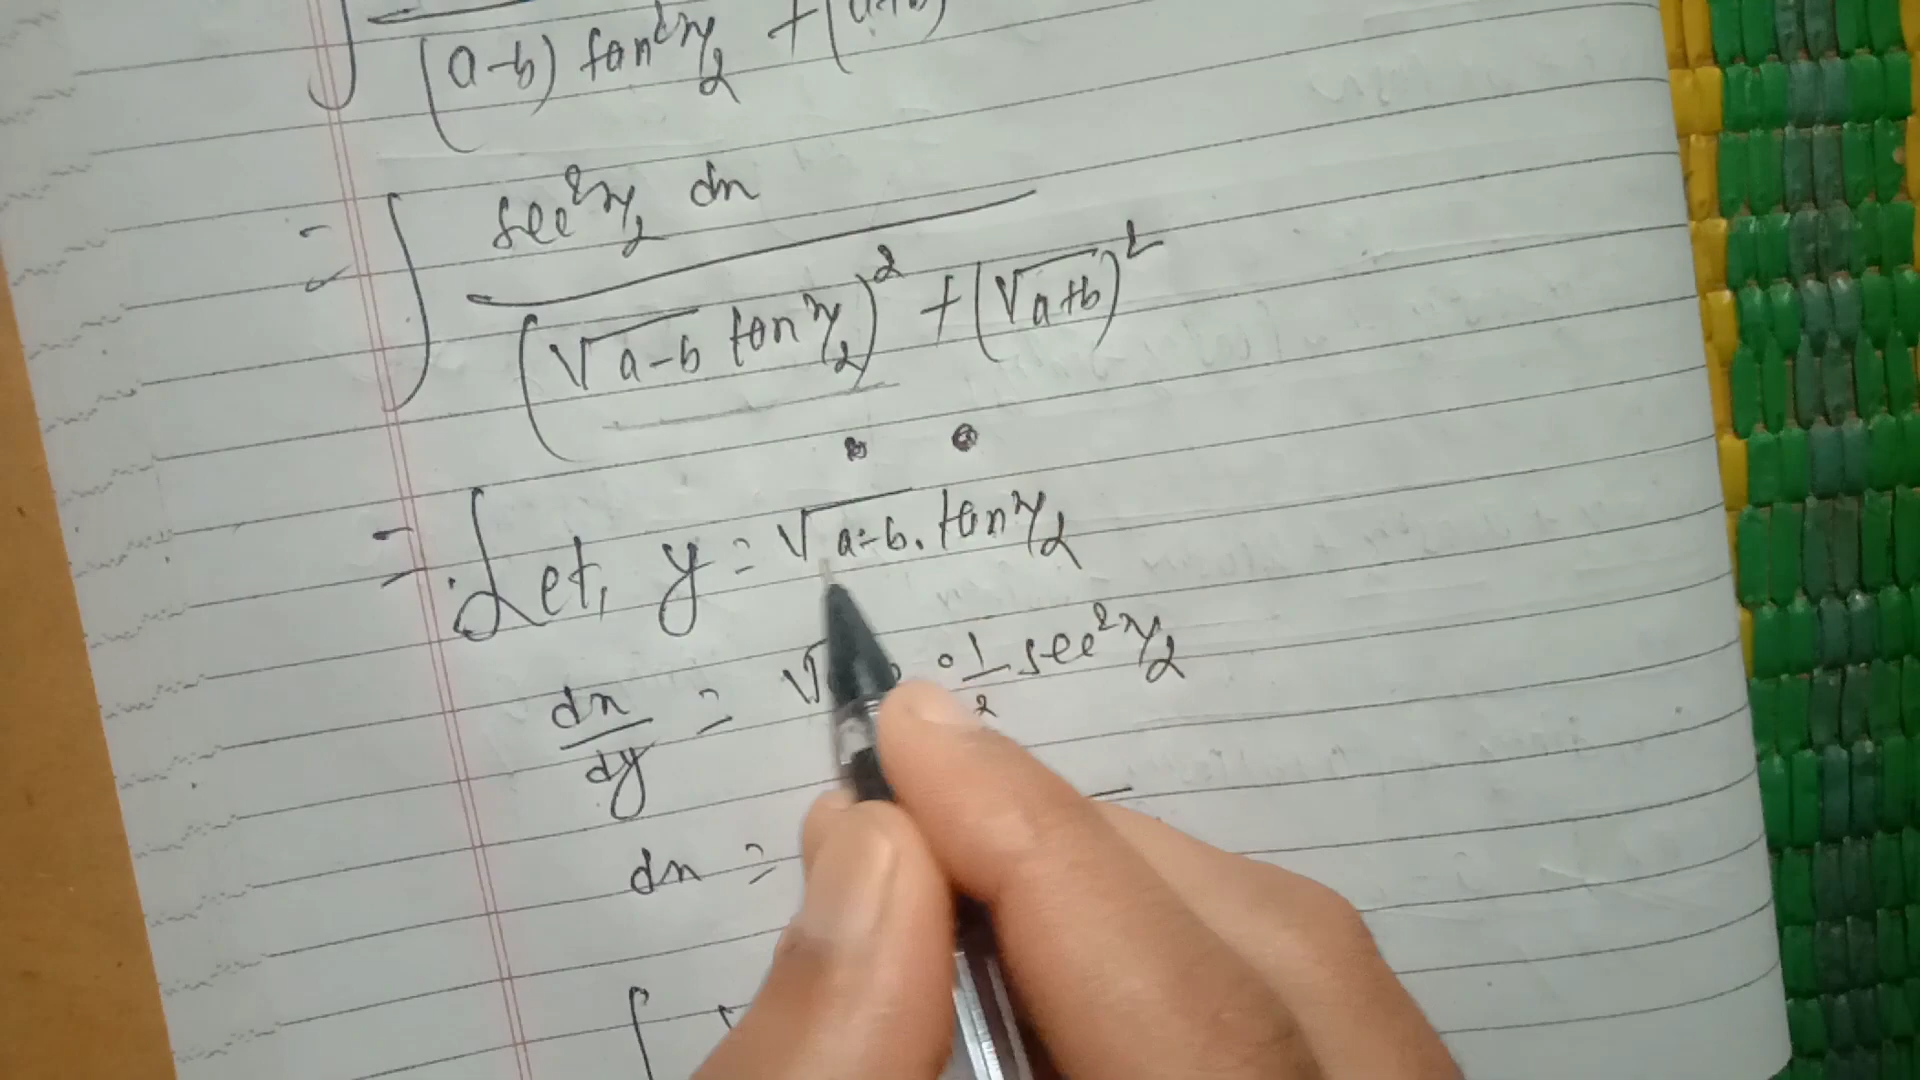 ∫ (a-b) tan²x/2 + (a+b)
= ∫ sec²x/2 dx
(√a-b tan x/2)² + (√a+b)²
= Let, y = √a-b . tan x/2
dx/dy = √ . 1/2 sec²x/2
dx =
∫